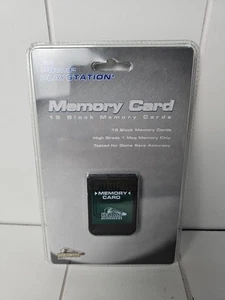 PLAYSTATION
Memory Card
15 Block Memory Cards
15 Block Memory Cards
High Grade 1 Meg Memory Only
Tested for Game Save Accuracy
MEMORY
CARD